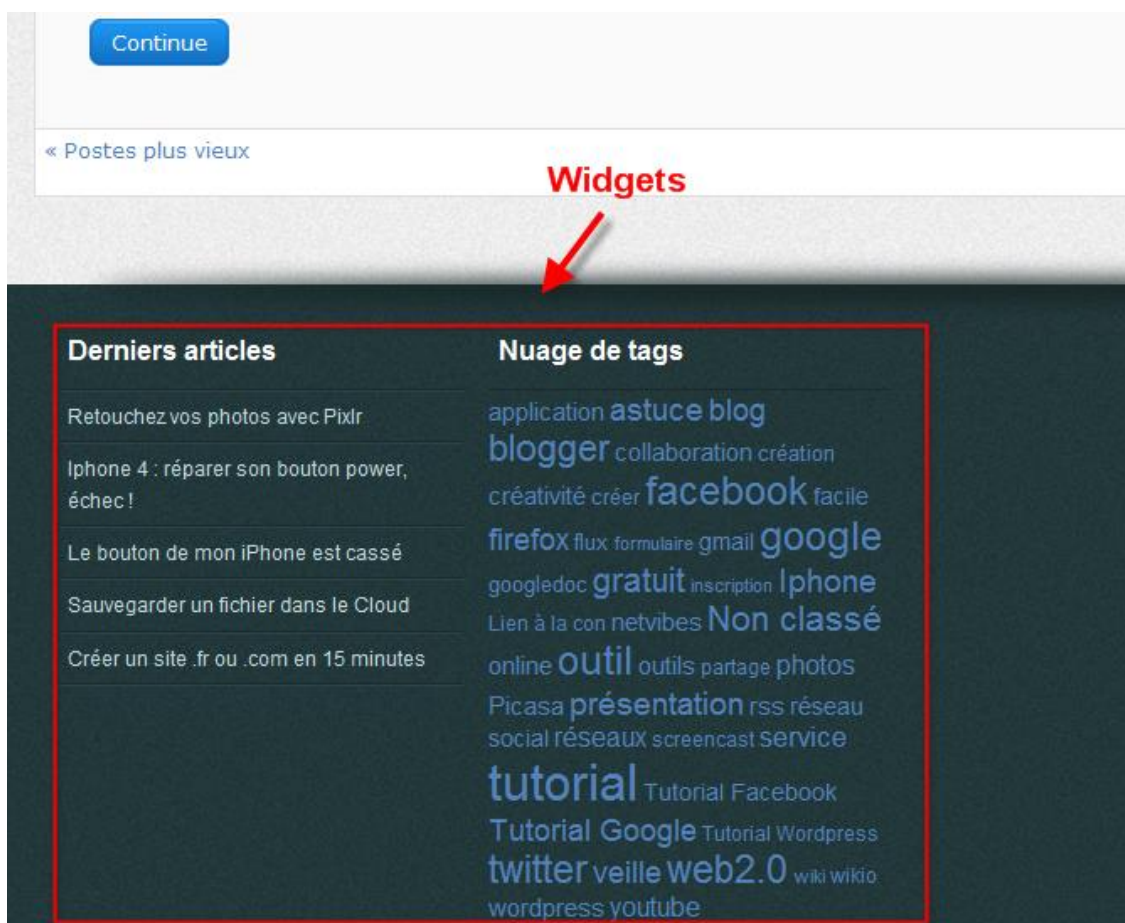 Continue
« Postes plus vieux
Widgets
Derniers articles
Retouchez vos photos avec Pixlr
Iphone 4 : réparer son bouton power,
échec !
Le bouton de mon iPhone est cassé
Sauvegarder un fichier dans le Cloud
Créer un site .fr ou .com en 15 minutes
Nuage de tags
application astuce blog
blogger collaboration création
créativité créer facebook facile
firefox flux formulaire gmail google
googledoc gratuit inscription Iphone
Lien à la con netvibes Non classé
online outil outils partage photos
Picasa présentation rss réseau
social réseaux screencast service
tutorial Tutorial Facebook
Tutorial Google Tutorial Wordpress
twitter veille web2.0 wiki wikio
wordpress youtube